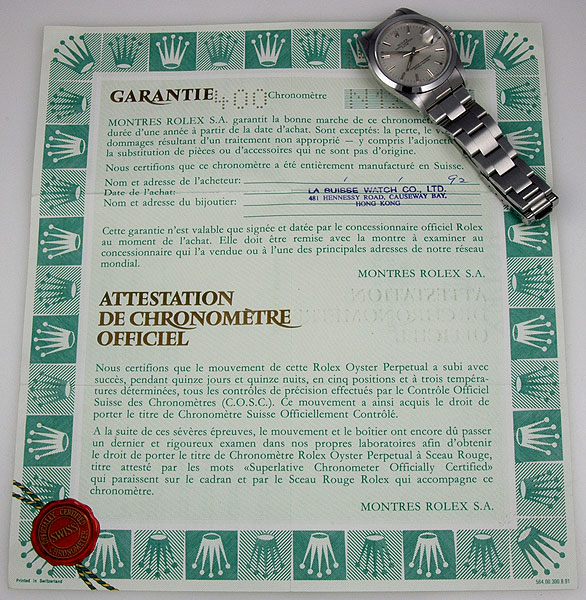 GARANTIE 400 Chronomètre
MONTRES ROLEX S.A. garantit la bonne marche de ce chronomètre
durée d'une année à partir de la date d'achat. Sont exceptés: la perte, le
dommages résultant d'un traitement non approprié — y compris l'adjonct
la substitution de pièces ou d'accessoires qui ne sont pas d'origine.
Nous certifions que ce chronomètre a été entièrement manufacturé en Suisse.
Nom et adresse de l'acheteur:
Date de l'achat: 92
Nom et adresse du bijoutier:
LA SUISSE WATCH CO., LTD.
481 HENNESSY ROAD, CAUSEWAY BAY,
HONG KONG
Cette garantie n'est valable que signée et datée par le concessionnaire officiel Rolex
au moment de l'achat. Elle doit être remise avec la montre à examiner au
concessionnaire qui l'a vendue ou à l'une des principales adresses de notre réseau
mondial.
MONTRES ROLEX S.A.
ATTESTATION
DE CHRONOMÈTRE
OFFICIEL
Nous certifions que le mouvement de cette Rolex Oyster Perpetual a subi avec
succès, pendant quinze jours et quinze nuits, en cinq positions et à trois tempéra-
tures déterminées, tous les contrôles de précision effectués par le Contrôle Officiel
Suisse des Chronomètres (C.O.S.C.). Ce mouvement a ainsi acquis le droit de
porter le titre de Chronomètre Suisse Officiellement Contrôlé.
A la suite de ces sévères épreuves, le mouvement et le boîtier ont encore dû passer
un dernier et rigoureux examen dans nos propres laboratoires afin d'obtenir
le droit de porter le titre de Chronomètre Rolex Oyster Perpetual à Sceau Rouge,
titre attesté par les mots «Superlative Chronometer Officially Certified»
qui paraissent sur le cadran et par le Sceau Rouge Rolex qui accompagne ce
chronomètre.
MONTRES ROLEX S.A.
OFFICIALLY CERTIFIED
SWISS
CHRONOMETER
Printed in Switzerland
564.00 300.8.81